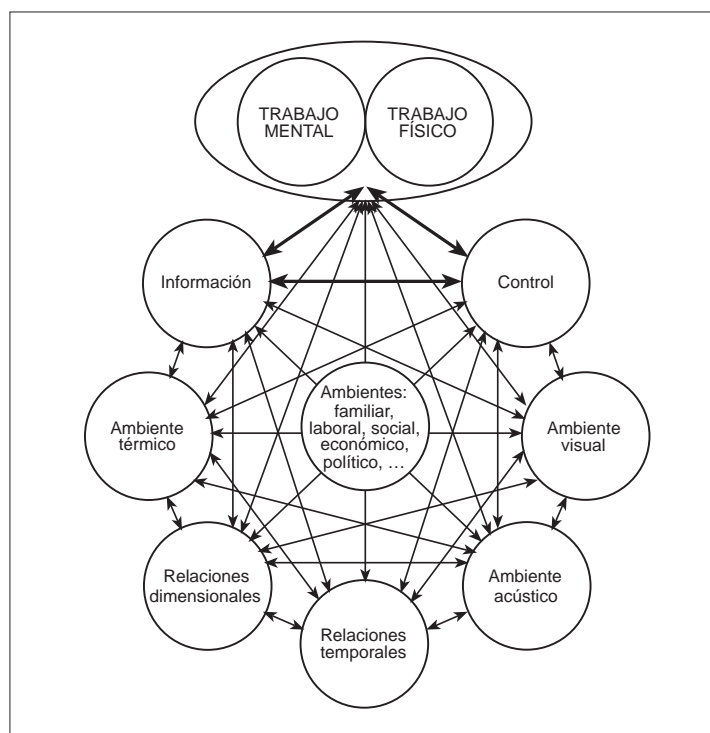 TRABAJO
MENTAL
TRABAJO
FÍSICO
Información
Control
Ambientes:
familiar,
laboral, social,
económico,
político, …
Ambiente
térmico
Ambiente
visual
Relaciones
dimensionales
Ambiente
acústico
Relaciones
temporales